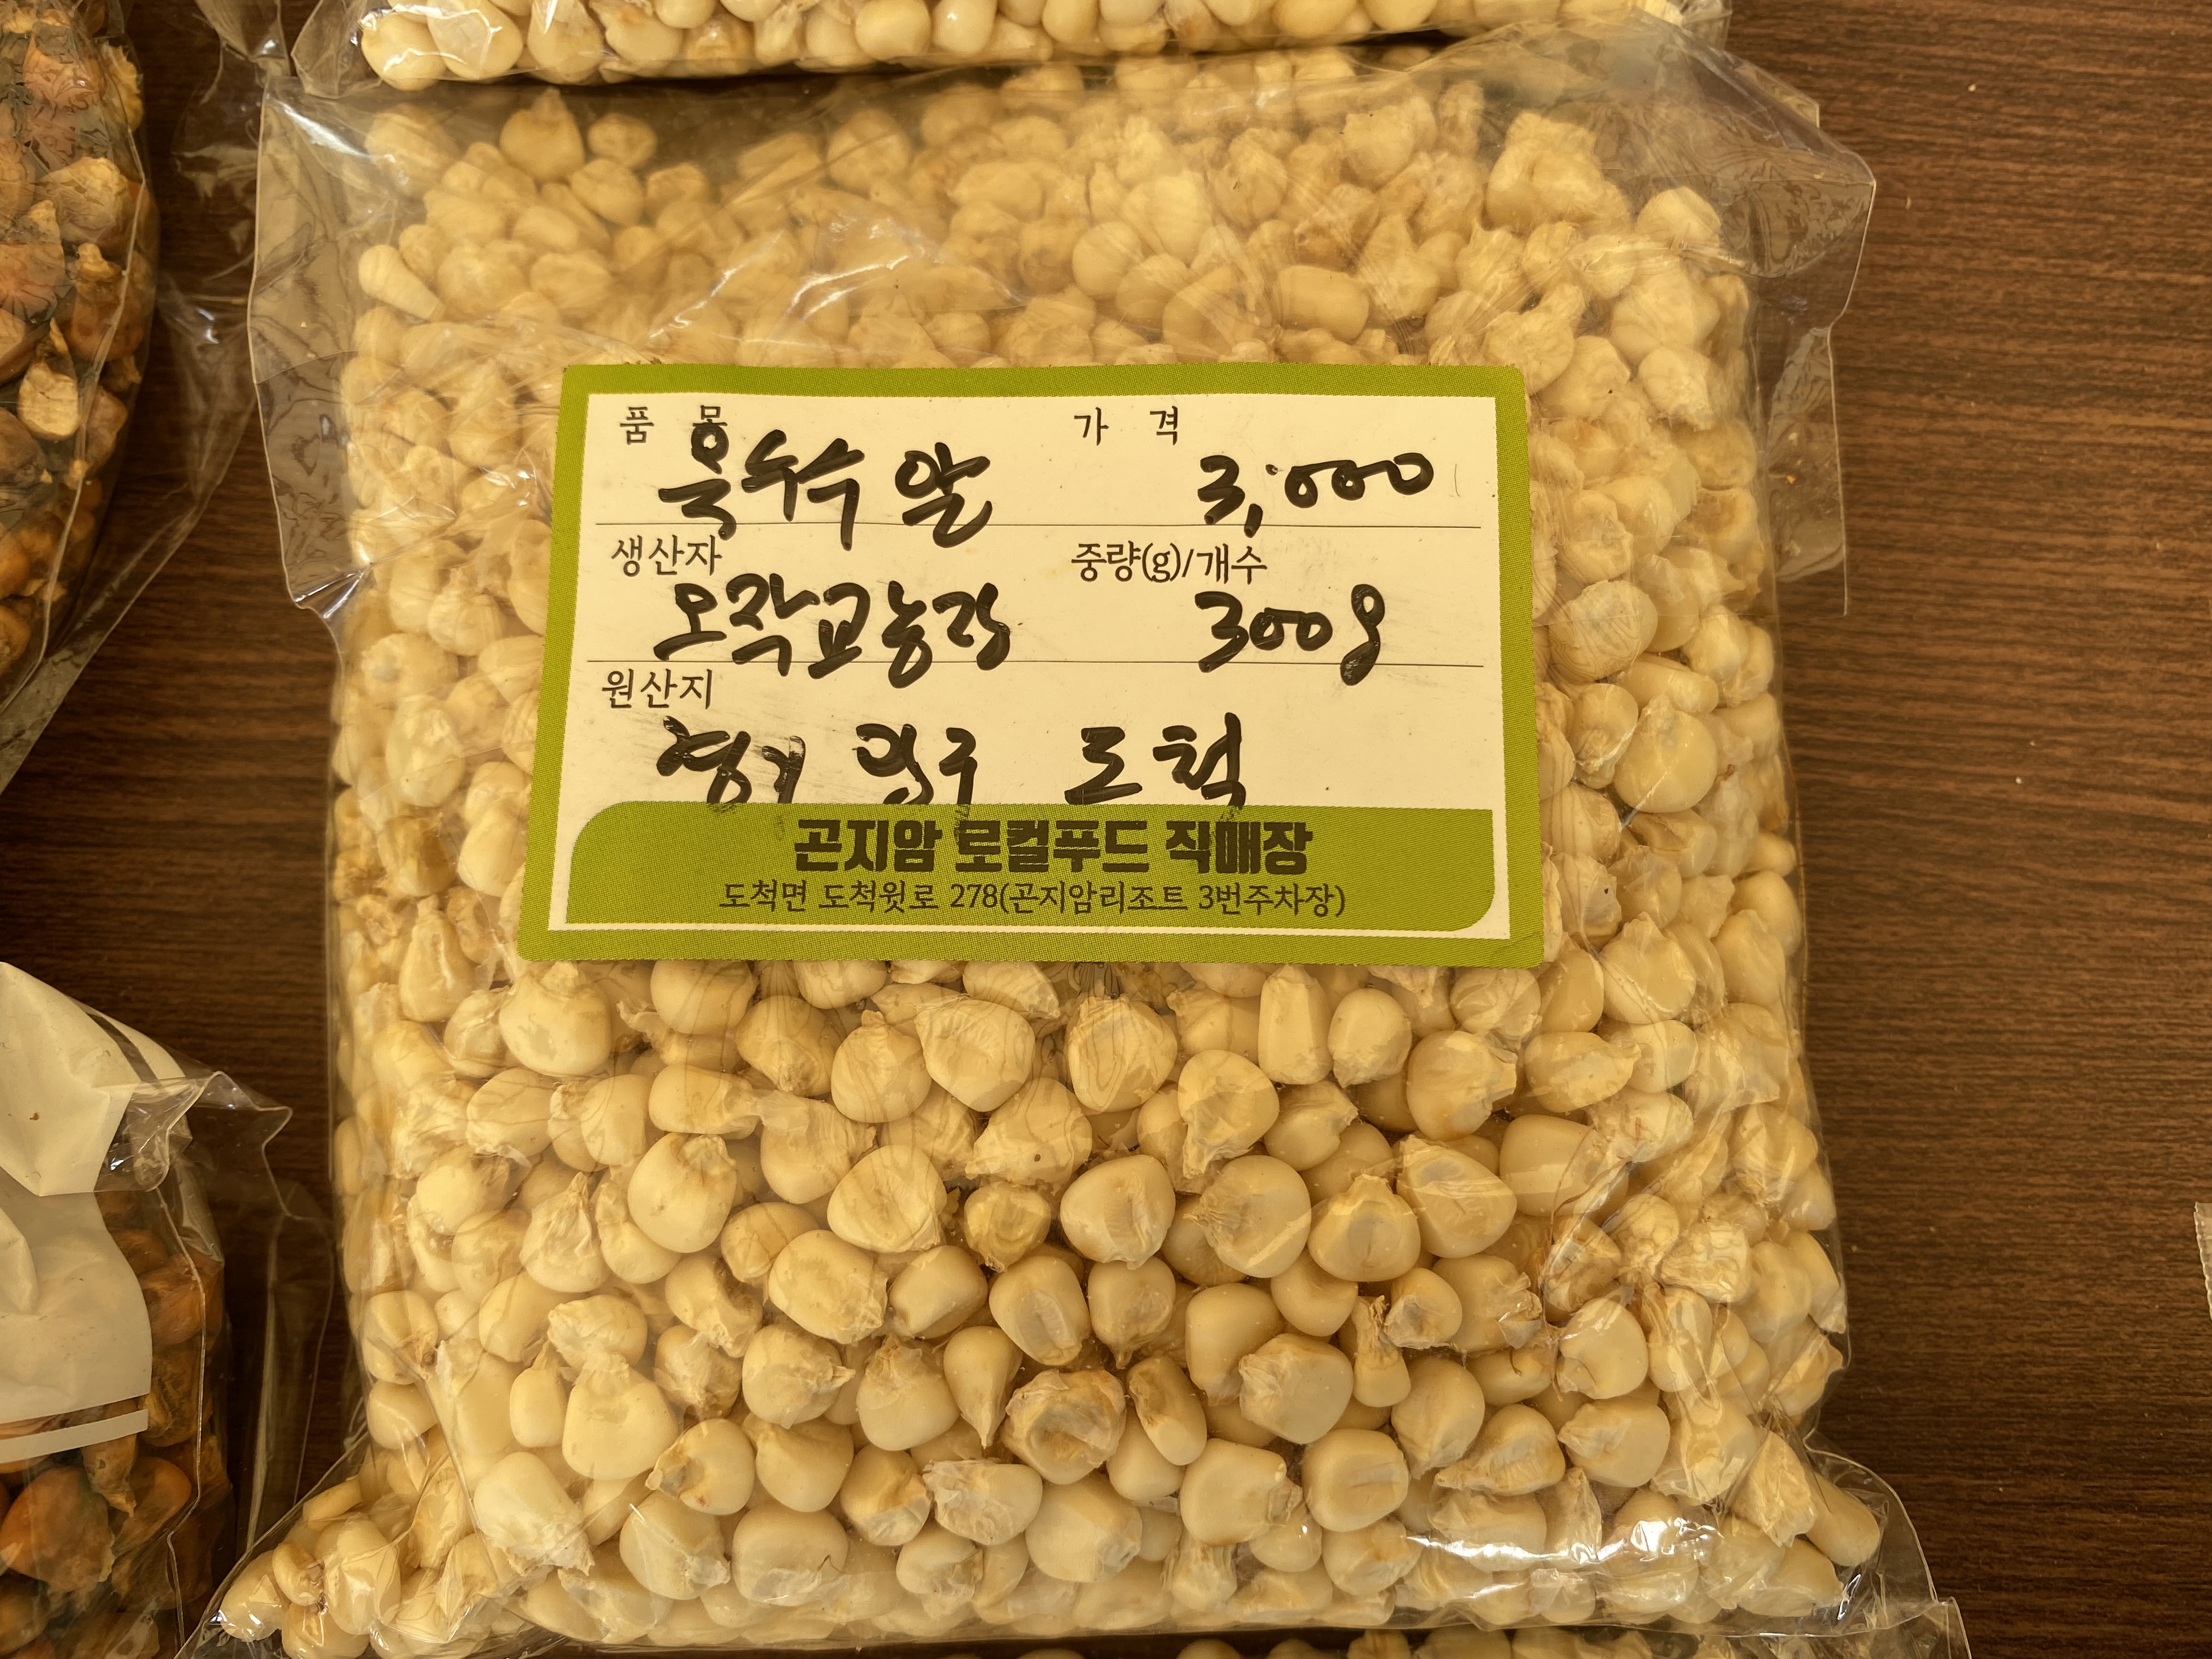 품 목 가 격
옥수수 알 3,000
생산자 중량(g)/개수
오작교농장 300g
원산지
경기 광주 도척
곤지암 로컬푸드 직매장
도척면 도척윗로 278(곤지암리조트 3번주차장)